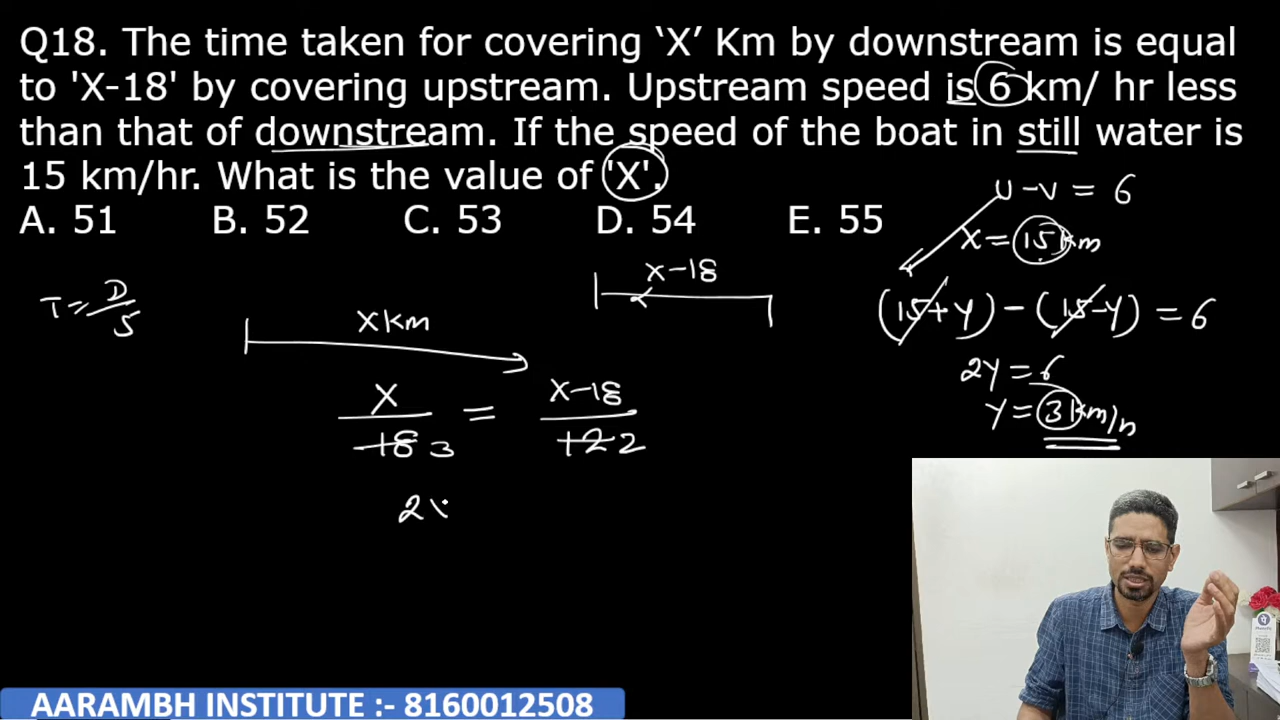 Q18. The time taken for covering ‘X’ Km by downstream is equal
to 'X-18' by covering upstream. Upstream speed is 6 km/ hr less
than that of downstream. If the speed of the boat in still water is
15 km/hr. What is the value of 'X'.
A. 51 B. 52 C. 53 D. 54 E. 55
U - V = 6
X = 15 km
(15+Y) - (15-Y) = 6
2Y = 6
Y = 3 km/h
T = D/S
X km
X-18
X/18 3 = X-18/12 2
2
AARAMBH INSTITUTE :- 8160012508